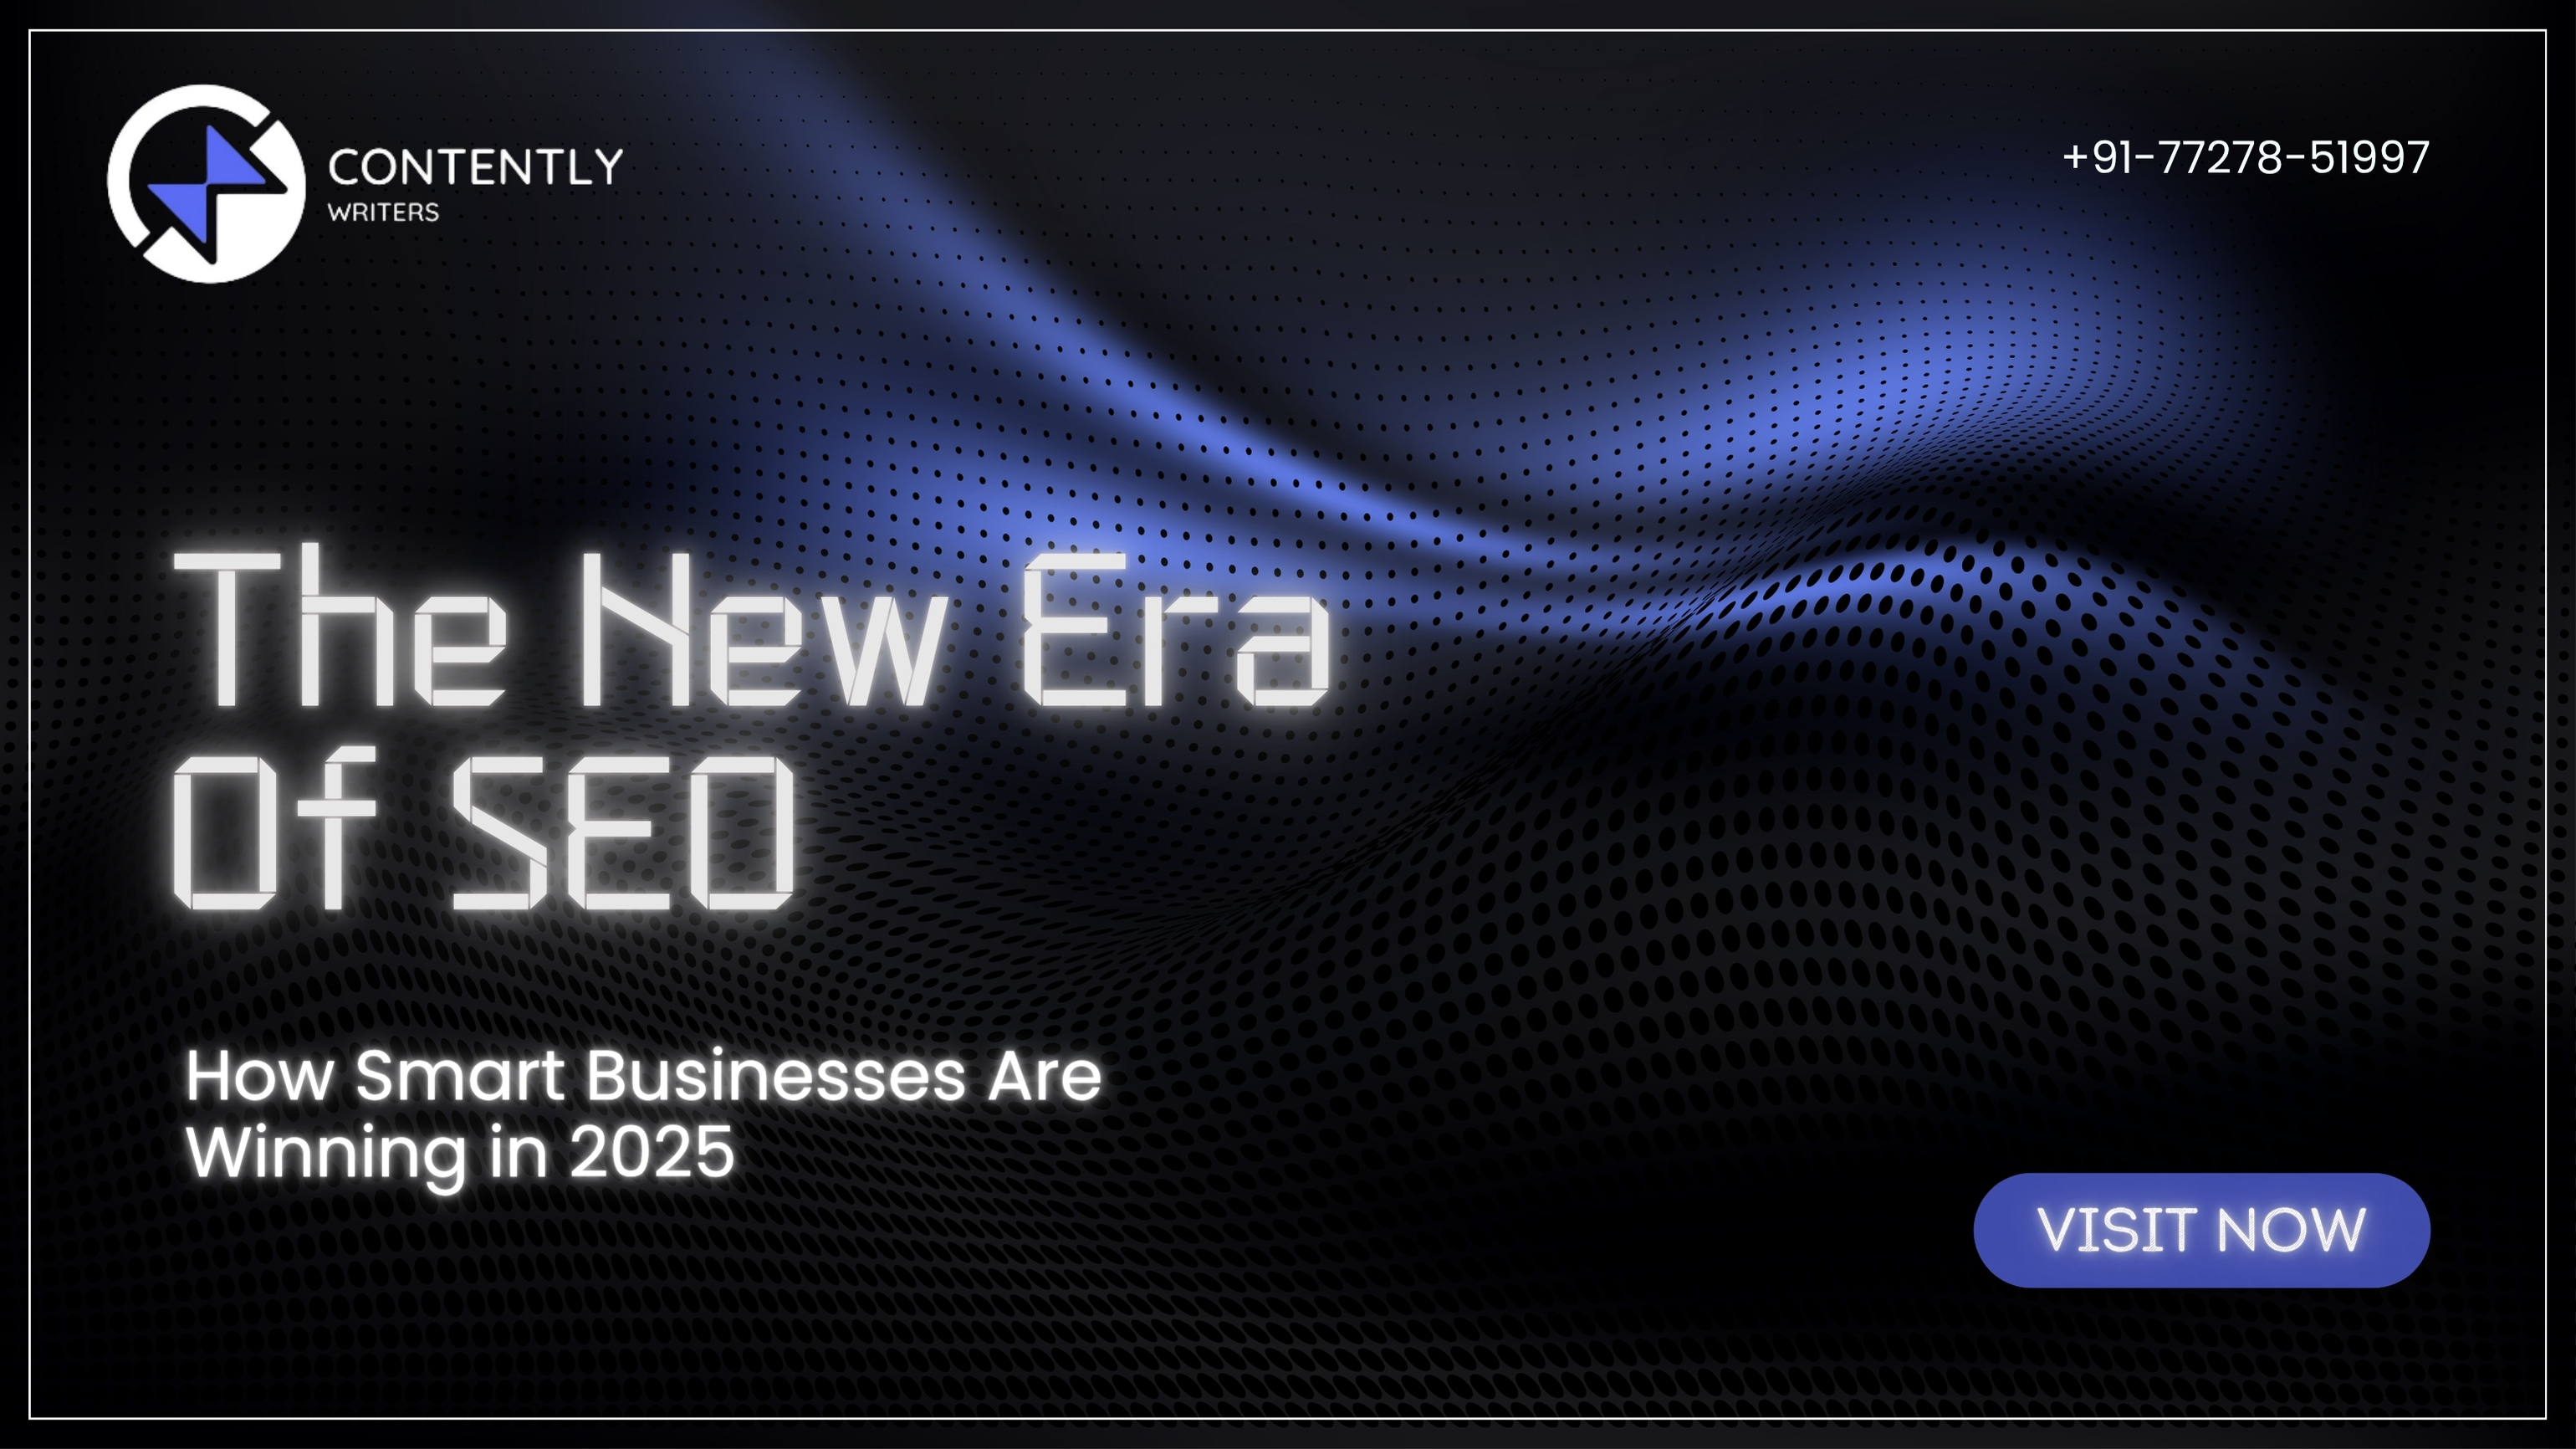 CONTENTLY
WRITERS
+91-77278-51997
The New Era
Of SEO
How Smart Businesses Are
Winning in 2025
VISIT NOW